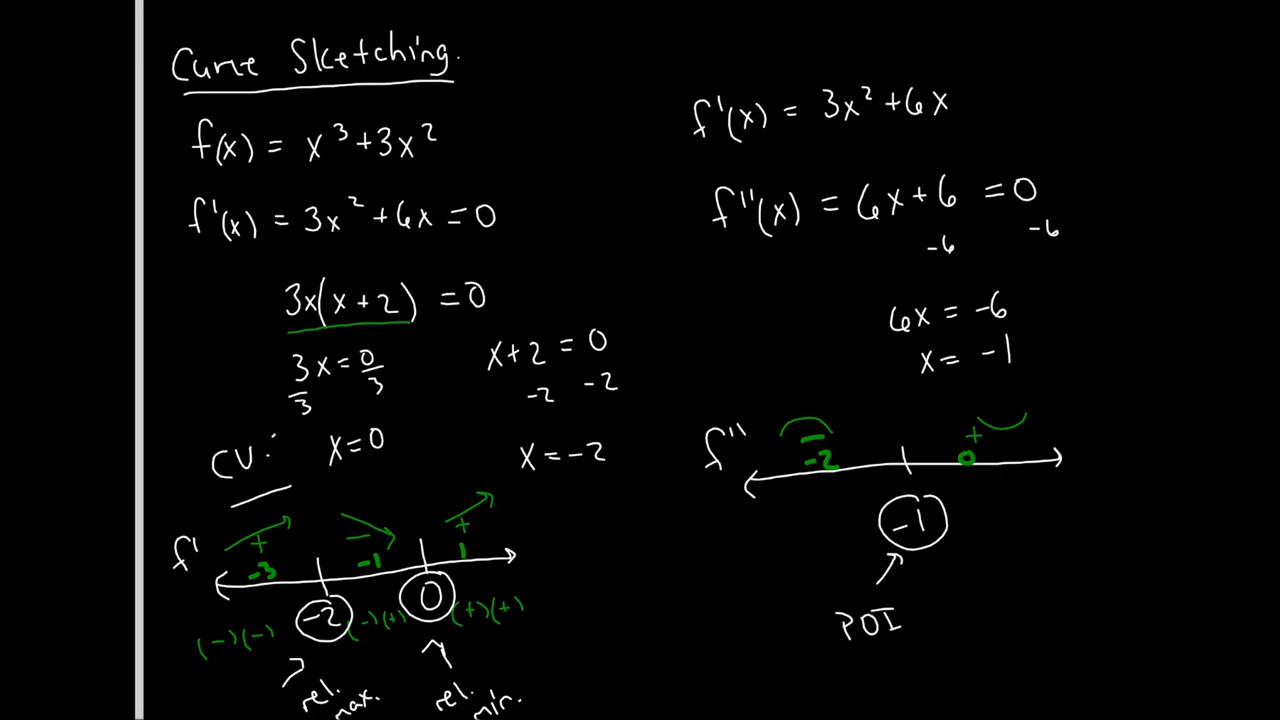 Curve Sketching.
f(x) = x³+3x²
f'(x) = 3x²+6x=0
3x(x+2) =0
3x=0
3 3
x+2 = 0
-2 -2
CV: x=0 x=-2
f' + - +
-3 -1 1
-2 0
(-)(-) (-)(+) (+)(+)
rel. max. rel. min.
f'(x) = 3x²+6x
f''(x) = 6x+6 =0
-6 -6
6x = -6
x= -1
f'' - +
-2 0
-1
POI